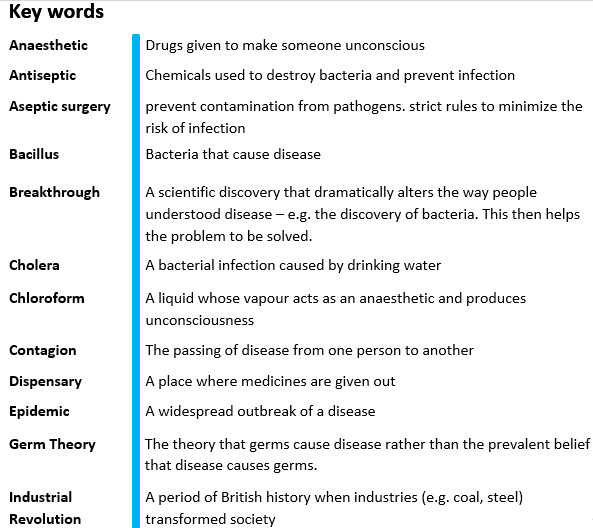 Key words
Anaesthetic Drugs given to make someone unconscious
Antiseptic Chemicals used to destroy bacteria and prevent infection
Aseptic surgery prevent contamination from pathogens. strict rules to minimize the
risk of infection
Bacillus Bacteria that cause disease
Breakthrough A scientific discovery that dramatically alters the way people
understood disease – e.g. the discovery of bacteria. This then helps
the problem to be solved.
Cholera A bacterial infection caused by drinking water
Chloroform A liquid whose vapour acts as an anaesthetic and produces
unconsciousness
Contagion The passing of disease from one person to another
Dispensary A place where medicines are given out
Epidemic A widespread outbreak of a disease
Germ Theory The theory that germs cause disease rather than the prevalent belief
that disease causes germs.
Industrial A period of British history when industries (e.g. coal, steel)
Revolution transformed society